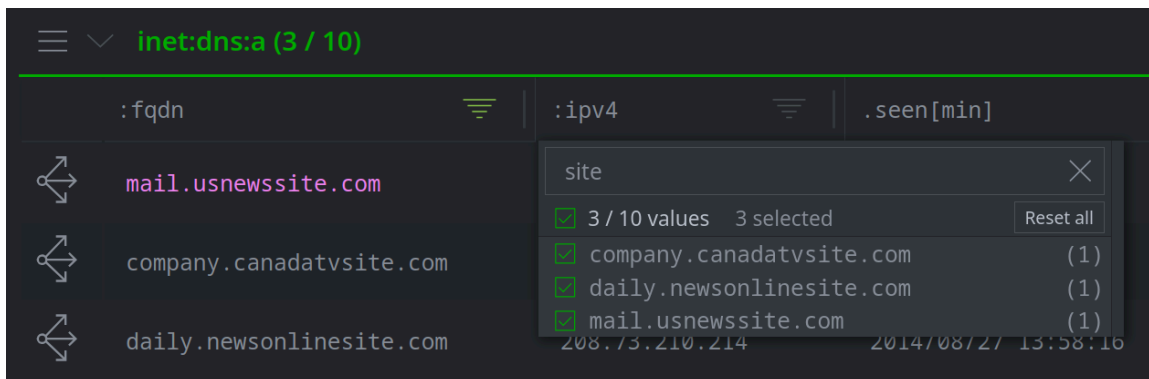 inet:dns:a (3 / 10)
:fqdn :ipv4 .seen[min]
mail.usnewssite.com
site
3 / 10 values 3 selected Reset all
company.canadatvsite.com
company.canadatvsite.com (1)
daily.newsonlinesite.com (1)
mail.usnewssite.com (1)
daily.newsonlinesite.com 208.73.210.214 2014/08/27 13:58:16